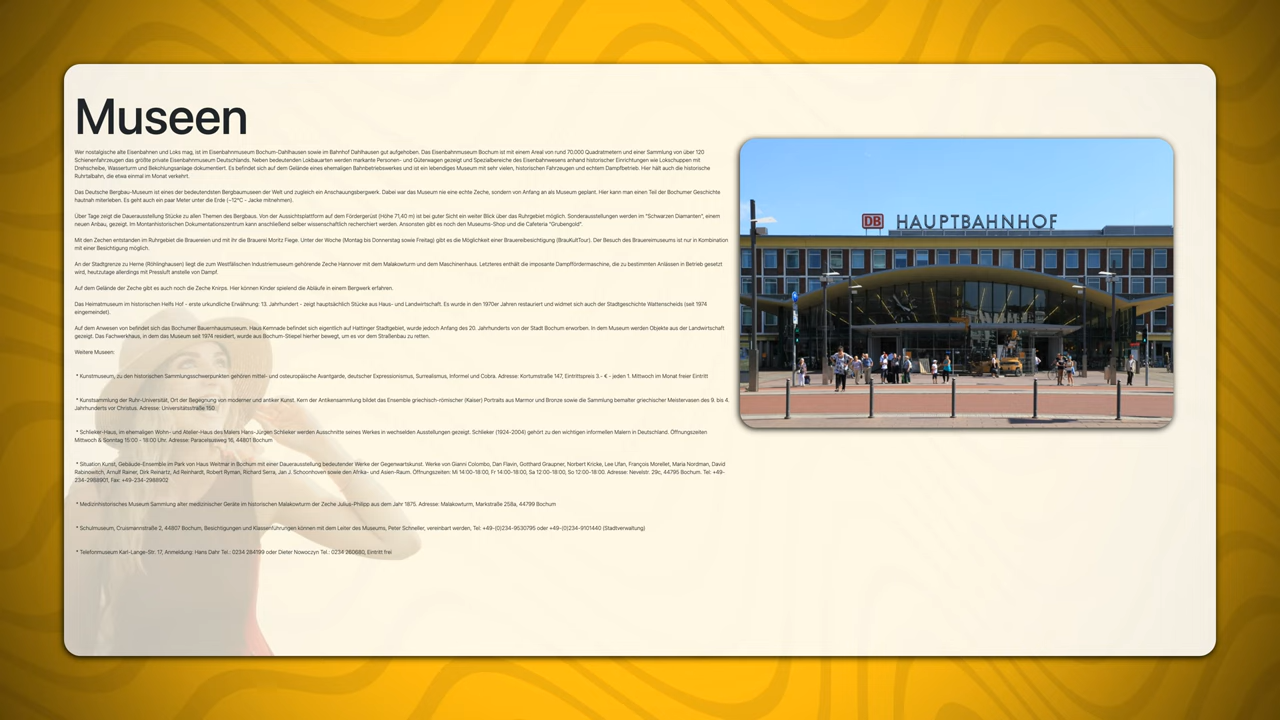 Museen
Wer nostalgische alte Eisenbahnen und Loks mag, ist im Eisenbahnmuseum Bochum-Dahlhausen sowie im Bahnhof Dahlhausen gut aufgehoben. Das Eisenbahnmuseum Bochum ist mit einem Areal von rund 70.000 Quadratmetern und einer Sammlung von über 120
Schienenfahrzeugen das größte private Eisenbahnmuseum Deutschlands. Neben bedeutenden Lokbauarten werden markante Personen- und Güterwagen gezeigt und Spezialbereiche des Eisenbahnwesens anhand historischer Einrichtungen wie Lokschuppen mit
Drehscheibe, Wasserturm und Bekohlungsanlage dokumentiert. Es befindet sich auf dem Gelände eines ehemaligen Bahnbetriebswerkes und ist ein lebendiges Museum mit sehr vielen, historischen Fahrzeugen und echtem Dampfbetrieb. Hier hält auch die historische
Ruhrtalbahn, die etwa einmal im Monat verkehrt.
Das Deutsche Bergbau-Museum ist eines der bedeutendsten Bergbaumuseen der Welt und zugleich ein Anschauungsbergwerk. Dabei war das Museum nie eine echte Zeche, sondern von Anfang an als Museum geplant. Hier kann man einen Teil der Bochumer Geschichte
hautnah miterleben. Es geht auch ein paar Meter unter die Erde (~12°C - Jacke mitnehmen).
Über Tage zeigt die Dauerausstellung Stücke zu allen Themen des Bergbaus. Von der Aussichtsplattform auf dem Fördergerüst (Höhe 71,40 m) ist bei guter Sicht ein weiter Blick über das Ruhrgebiet möglich. Sonderausstellungen werden im "Schwarzen Diamanten", einem
neuen Anbau, gezeigt. Im Montanhistorischen Dokumentationszentrum kann anschließend selber wissenschaftlich recherchiert werden. Ansonsten gibt es noch den Museums-Shop und die Cafeteria "Grubengold".
Mit den Zechen entstanden im Ruhrgebiet die Brauereien und mit ihr die Brauerei Moritz Fiege. Unter der Woche (Montag bis Donnerstag sowie Freitag) gibt es die Möglichkeit einer Brauereibesichtigung (BrauKultTour). Der Besuch des Brauereimuseums ist nur in Kombination
mit einer Besichtigung möglich.
An der Stadtgrenze zu Herne (Röhlinghausen) liegt die zum Westfälischen Industriemuseum gehörende Zeche Hannover mit dem Malakowturm und dem Maschinenhaus. Letzteres enthält die imposante Dampffördermaschine, die zu bestimmten Anlässen in Betrieb gesetzt
wird, heutzutage allerdings mit Pressluft anstelle von Dampf.
Auf dem Gelände der Zeche gibt es auch noch die Zeche Knirps. Hier können Kinder spielend die Abläufe in einem Bergwerk erfahren.
Das Heimatmuseum im historischen Helfs Hof - erste urkundliche Erwähnung: 13. Jahrhundert - zeigt hauptsächlich Stücke aus Haus- und Landwirtschaft. Es wurde in den 1970er Jahren restauriert und widmet sich auch der Stadtgeschichte Wattenscheids (seit 1974
eingemeindet).
Auf dem Anwesen von befindet sich das Bochumer Bauernhausmuseum. Haus Kemnade befindet sich eigentlich auf Hattinger Stadtgebiet, wurde jedoch Anfang des 20. Jahrhunderts von der Stadt Bochum erworben. In dem Museum werden Objekte aus der Landwirtschaft
gezeigt. Das Fachwerkhaus, in dem das Museum seit 1974 residiert, wurde aus Bochum-Stiepel hierher bewegt, um es vor dem Straßenbau zu retten.
Weitere Museen:
* Kunstmuseum, zu den historischen Sammlungsschwerpunkten gehören mittel- und osteuropäische Avantgarde, deutscher Expressionismus, Surrealismus, Informel und Cobra. Adresse: Kortumstraße 147, Eintrittspreis 3.- € - jeden 1. Mittwoch im Monat freier Eintritt
* Kunstsammlung der Ruhr-Universität, Ort der Begegnung von moderner und antiker Kunst. Kern der Antikensammlung bildet das Ensemble griechisch-römischer (Kaiser) Portraits aus Marmor und Bronze sowie die Sammlung bemalter griechischer Meistervasen des 9. bis 4.
Jahrhunderts vor Christus. Adresse: Universitätsstraße 150.
* Schlieker-Haus, im ehemaligen Wohn- und Atelier-Haus des Malers Hans-Jürgen Schlieker werden Ausschnitte seines Werkes in wechselden Ausstellungen gezeigt. Schlieker (1924-2004) gehört zu den wichtigen informellen Malern in Deutschland. Öffnungszeiten
Mittwoch & Sonntag 15:00 - 18:00 Uhr. Adresse: Paracelsusweg 16, 44801 Bochum
* Situation Kunst, Gebäude-Ensemble im Park von Haus Weitmar in Bochum mit einer Dauerausstellung bedeutender Werke der Gegenwartskunst. Werke von Gianni Colombo, Dan Flavin, Gotthard Graupner, Norbert Kricke, Lee Ufan, François Morellet, Maria Nordman, David
Rabinowitch, Arnulf Rainer, Dirk Reinartz, Ad Reinhardt, Robert Ryman, Richard Serra, Jan J. Schoonhoven sowie den Afrika- und Asien-Raum. Öffnungszeiten: Mi 14:00-18:00, Fr 14:00-18:00, Sa 12:00-18:00, So 12:00-18:00. Adresse: Nevelstr. 29c, 44795 Bochum. Tel: +49-
234-2988901, Fax: +49-234-2988902
* Medizinhistorisches Museum Sammlung alter medizinischer Geräte im historischen Malakowturm der Zeche Julius-Philipp aus dem Jahr 1875. Adresse: Malakowturm, Markstraße 258a, 44799 Bochum
* Schulmuseum, Cruismannstraße 2, 44807 Bochum, Besichtigungen und Klassenführungen können mit dem Leiter des Museums, Peter Schneller, vereinbart werden, Tel: +49-(0)234-9530795 oder +49-(0)234-9101440 (Stadtverwaltung)
* Telefonmuseum Karl-Lange-Str. 17, Anmeldung: Hans Dahr Tel.: 0234 284199 oder Dieter Nowoczyn Tel.: 0234 260680, Eintritt frei
DB HAUPTBAHNHOF